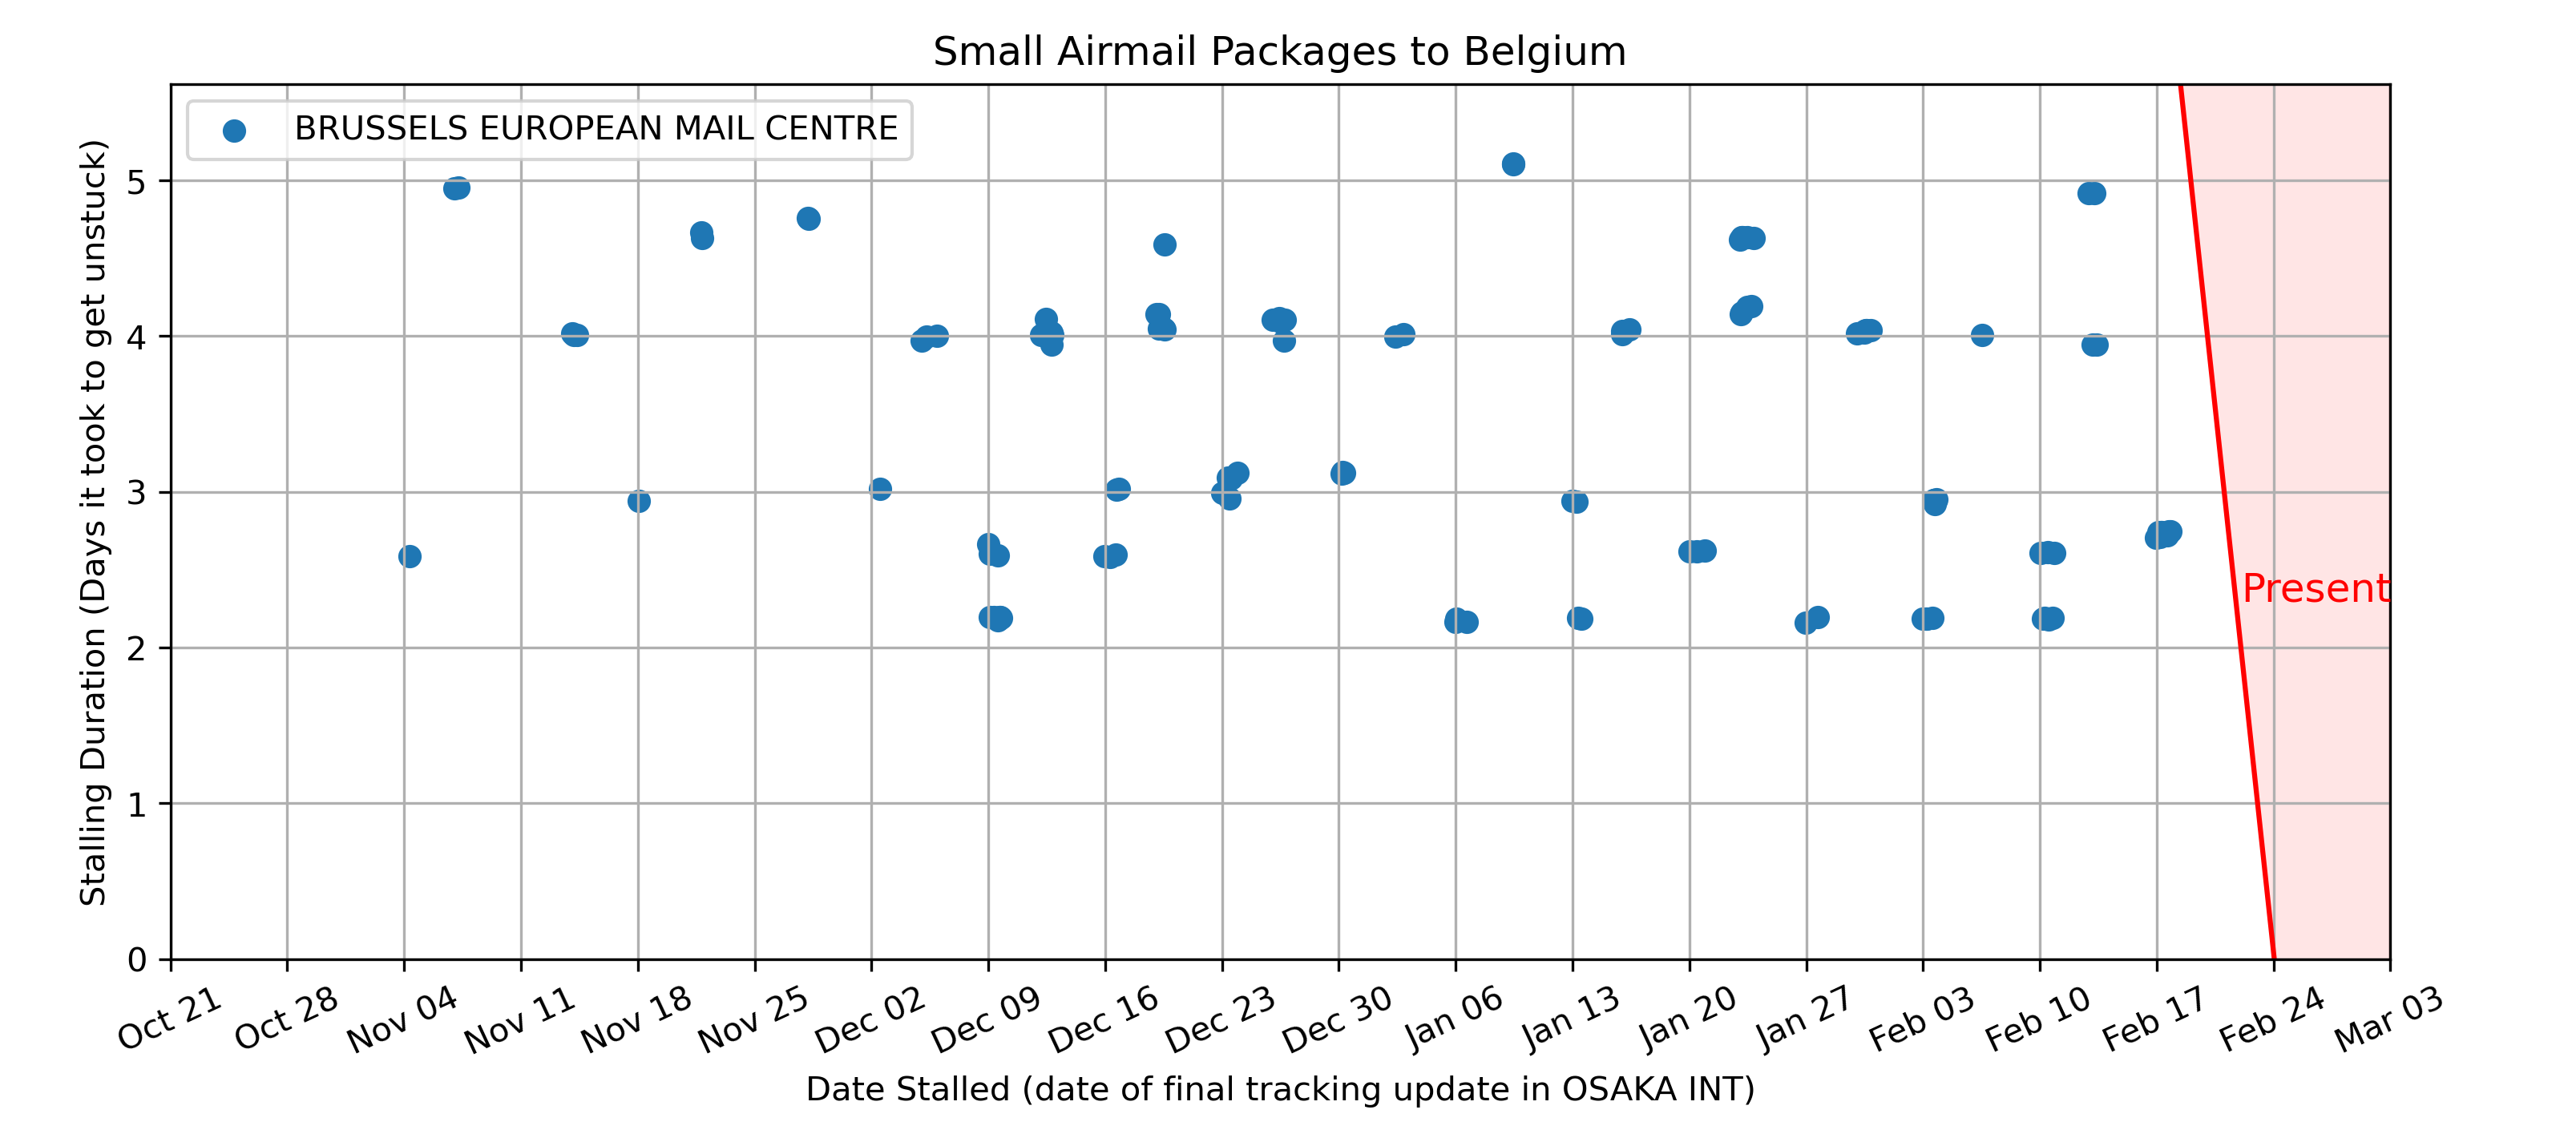 Small Airmail Packages to Belgium
BRUSSELS EUROPEAN MAIL CENTRE
Stalling Duration (Days it took to get unstuck)
5
4
3
2
1
0
Present
Oct 21
Oct 28
Nov 04
Nov 11
Nov 18
Nov 25
Dec 02
Dec 09
Dec 16
Dec 23
Dec 30
Jan 06
Jan 13
Jan 20
Jan 27
Feb 03
Feb 10
Feb 17
Feb 24
Mar 03
Date Stalled (date of final tracking update in OSAKA INT)